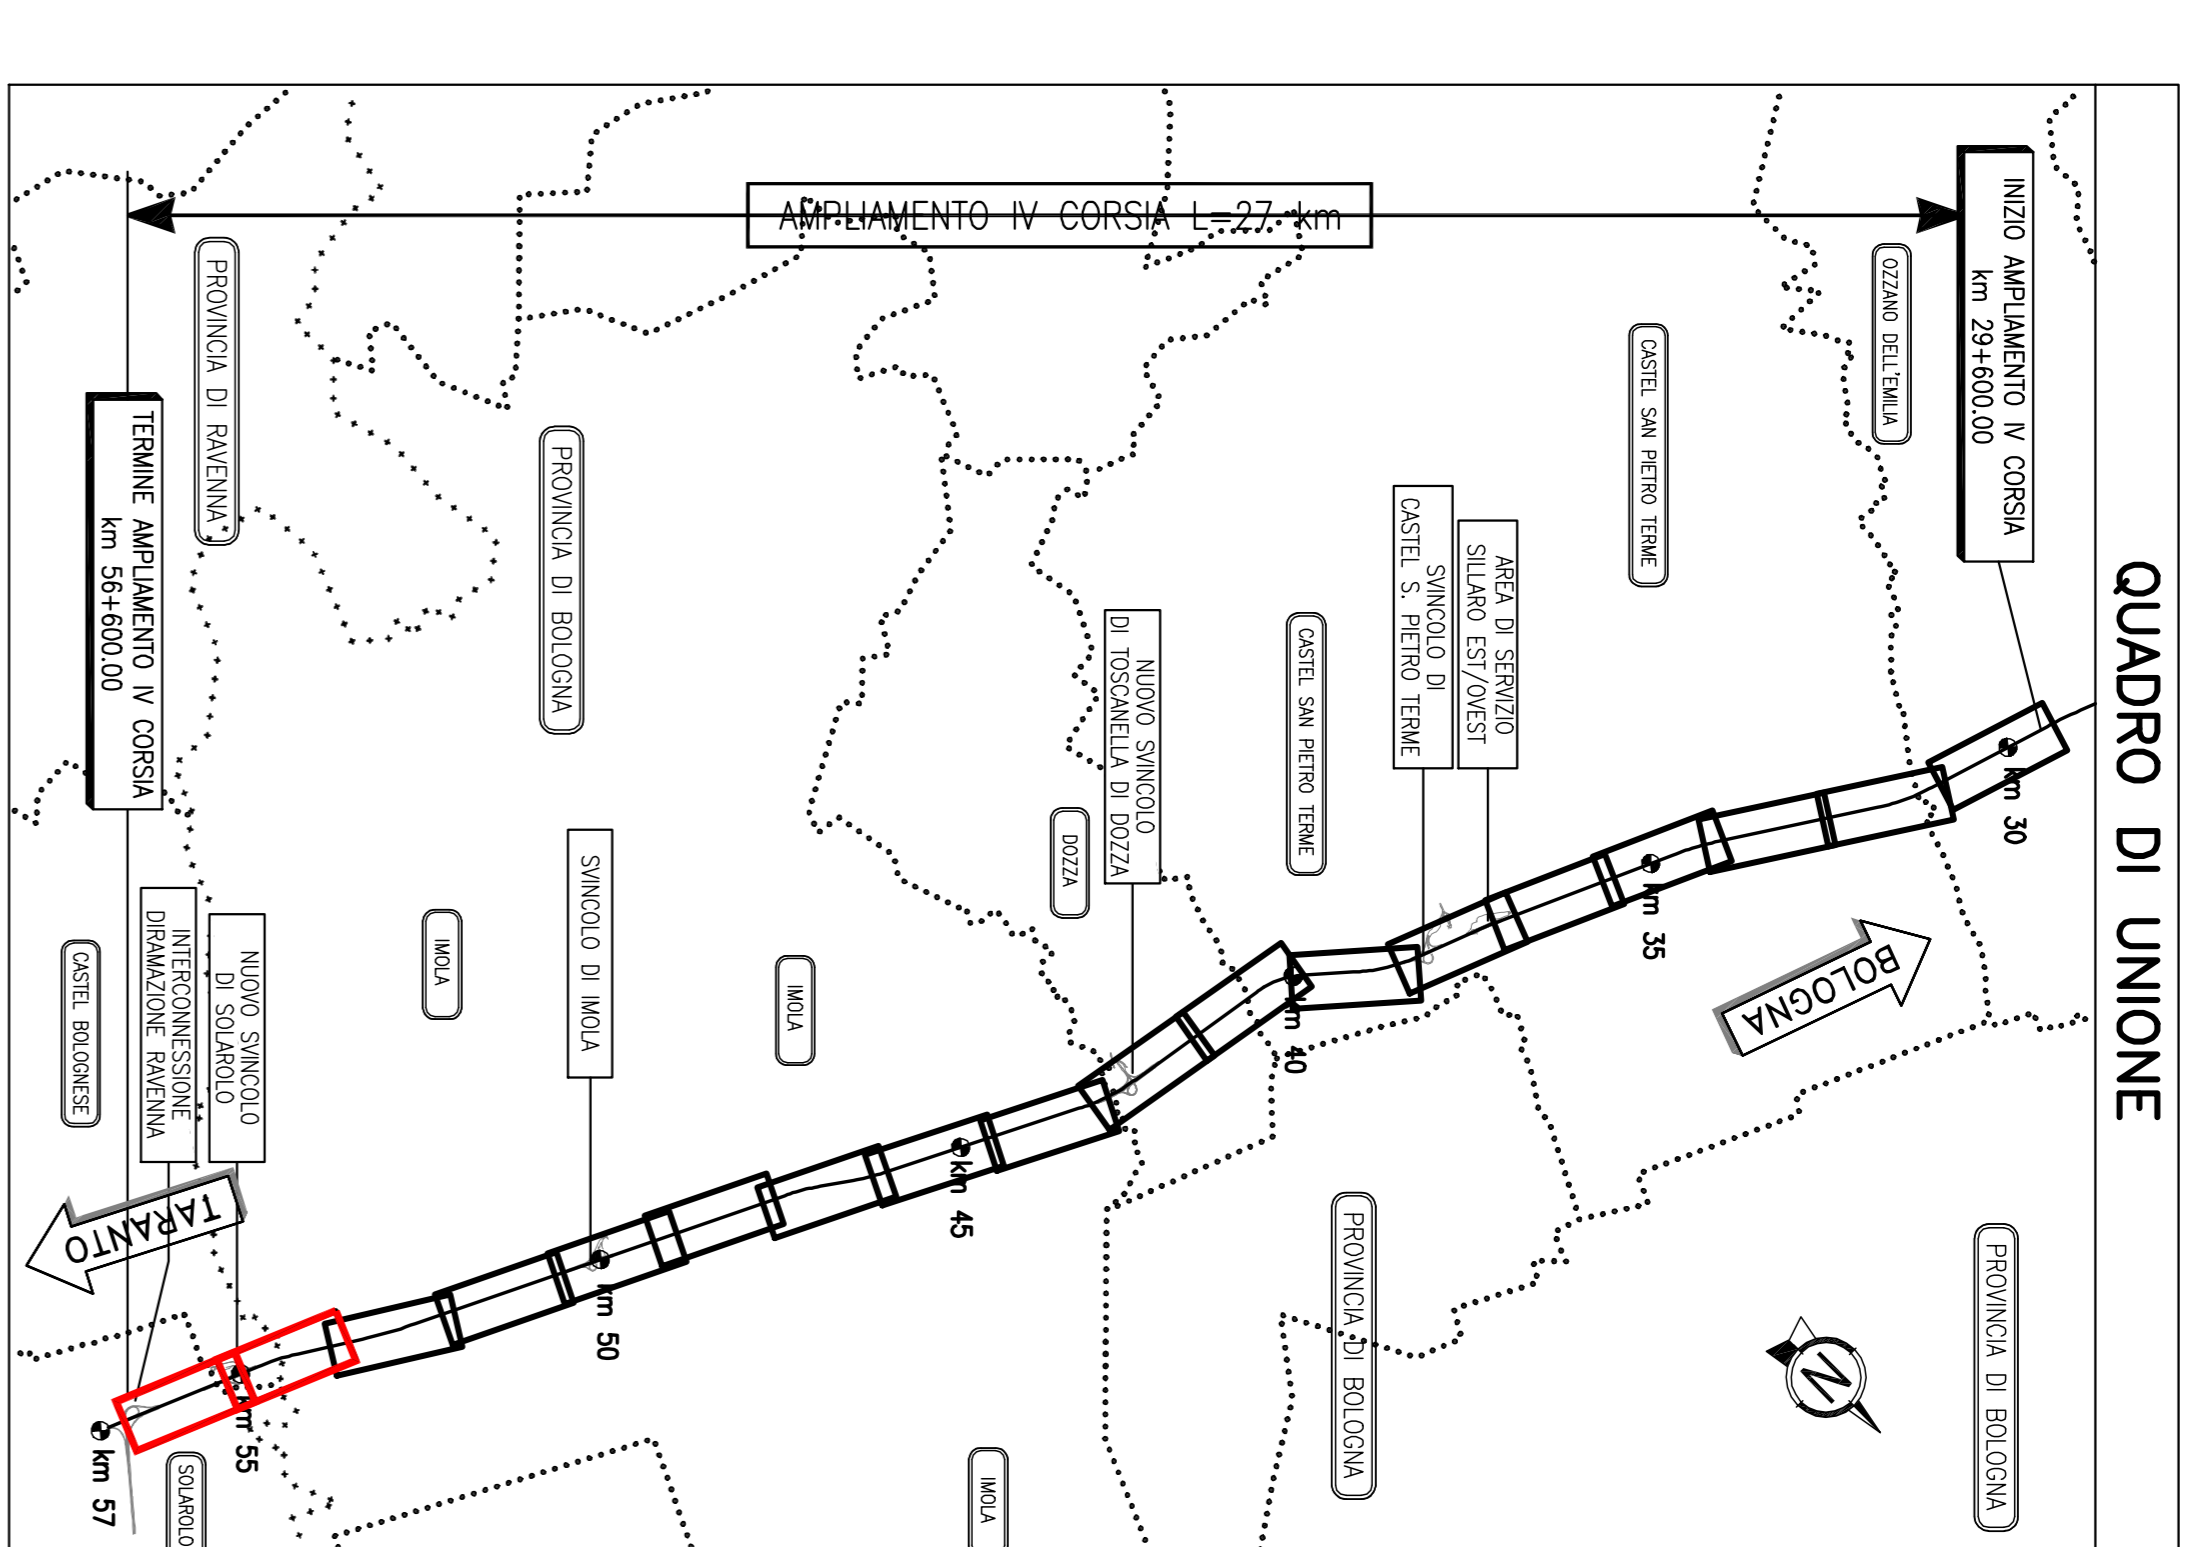 QUADRO DI UNIONE
INIZIO AMPLIAMENTO IV CORSIA
km 29+600.00
AMPLIAMENTO IV CORSIA L=27 km
TERMINE AMPLIAMENTO IV CORSIA
km 56+600.00
OZZANO DELL'EMILIA
CASTEL SAN PIETRO TERME
AREA DI SERVIZIO
SILLARO EST/OVEST
SVINCOLO DI
CASTEL S. PIETRO TERME
CASTEL SAN PIETRO TERME
NUOVO SVINCOLO
DI TOSCANELLA DI DOZZA
DOZZA
PROVINCIA DI BOLOGNA
PROVINCIA DI RAVENNA
IMOLA
SVINCOLO DI IMOLA
IMOLA
NUOVO SVINCOLO
DI SOLAROLO
INTERCONNESSIONE
DIRAMAZIONE RAVENNA
CASTEL BOLOGNESE
BOLOGNA
TARANTO
km 30
km 35
km 40
km 45
km 50
km 55
km 57
PROVINCIA DI BOLOGNA
PROVINCIA DI BOLOGNA
N
IMOLA
SOLAROLO